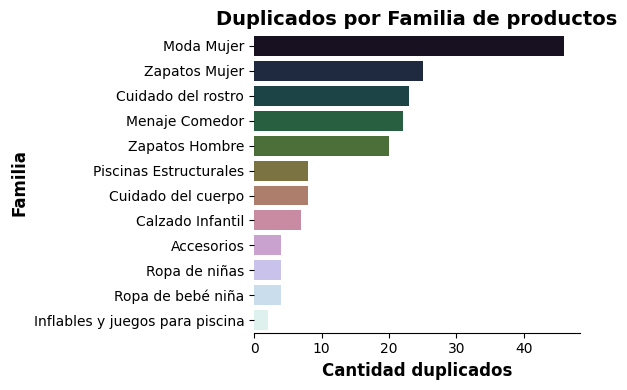 Duplicados por Familia de productos
Familia
Moda Mujer
Zapatos Mujer
Cuidado del rostro
Menaje Comedor
Zapatos Hombre
Piscinas Estructurales
Cuidado del cuerpo
Calzado Infantil
Accesorios
Ropa de niñas
Ropa de bebé niña
Inflables y juegos para piscina
0 10 20 30 40
Cantidad duplicados